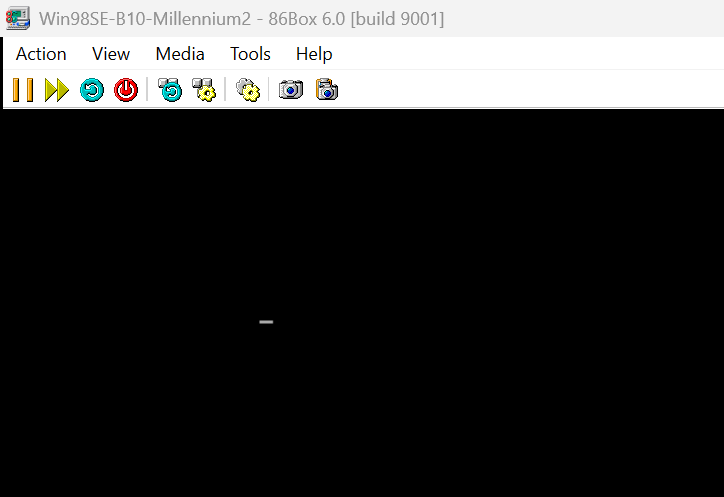 Win98SE-B10-Millennium2 - 86Box 6.0 [build 9001]
Action View Media Tools Help